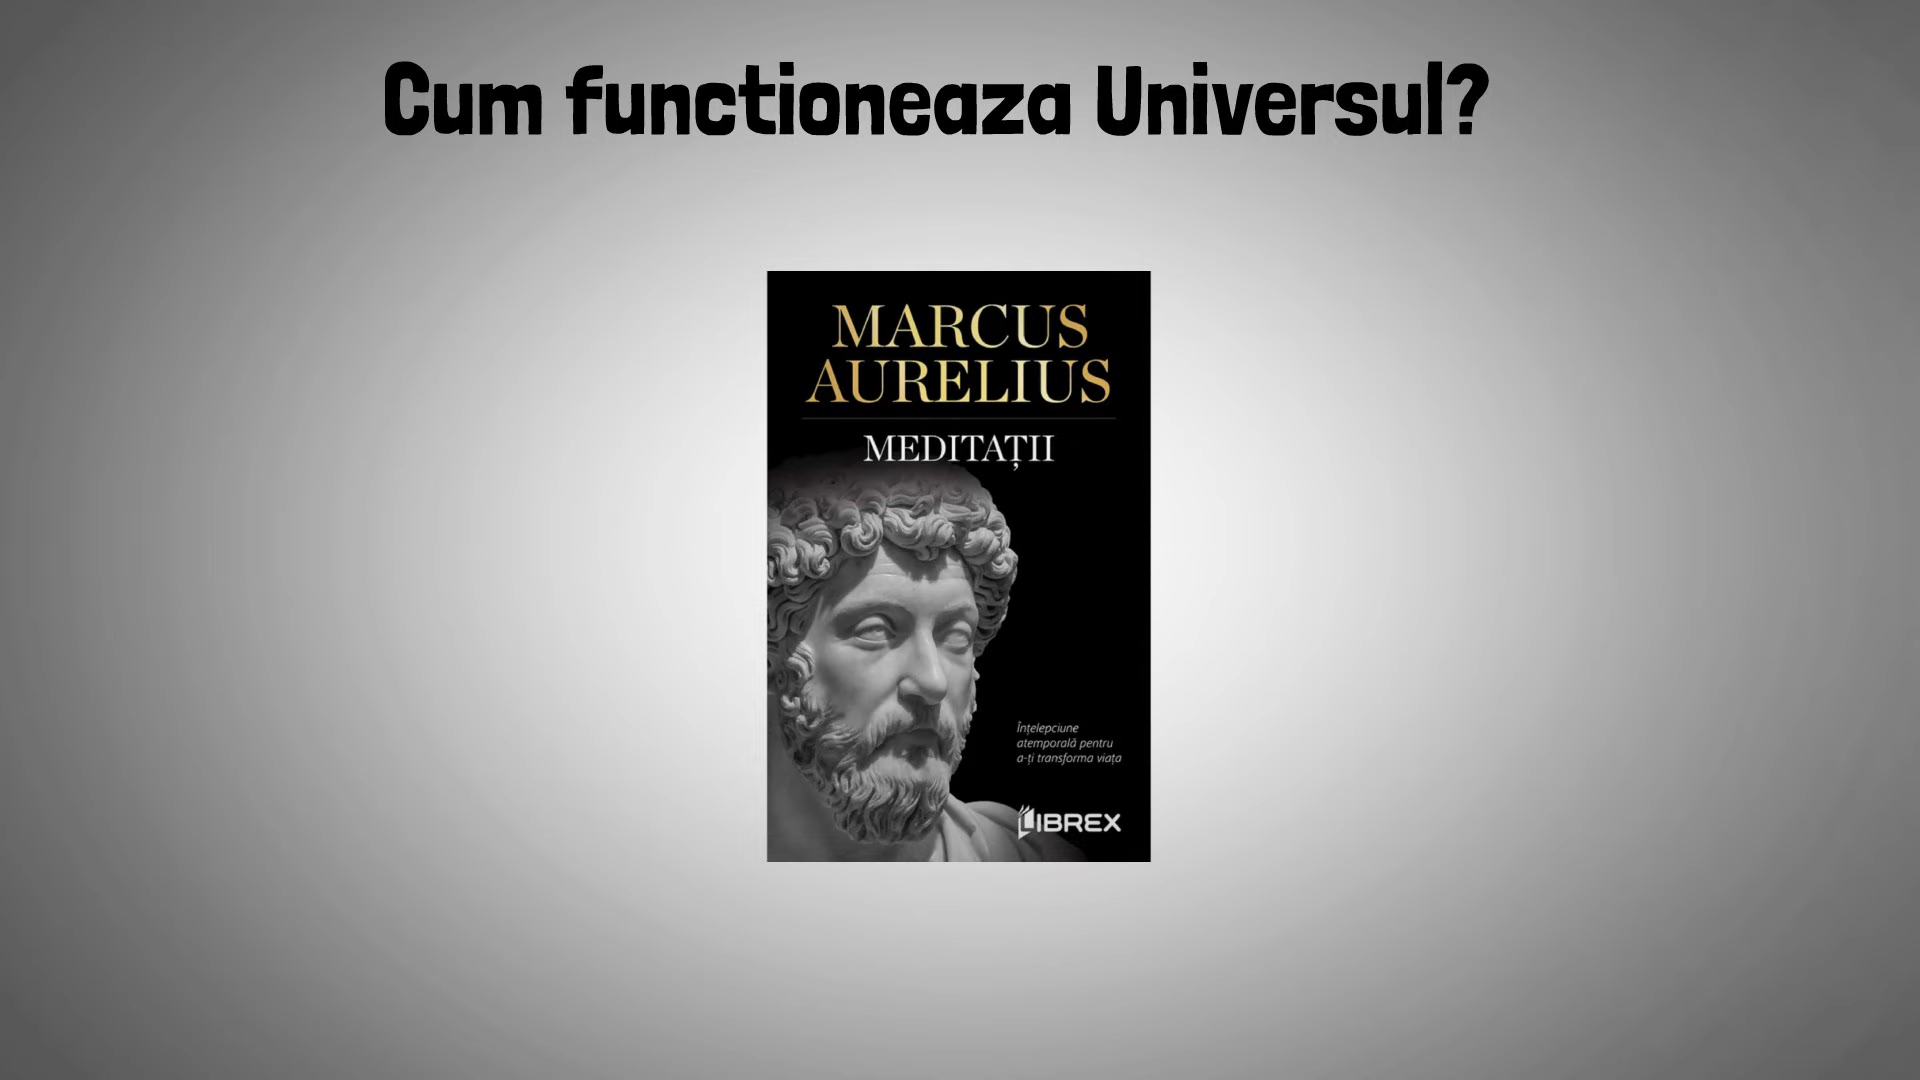 Cum functioneaza Universul?
MARCUS
AURELIUS
MEDITAȚII
Înțelepciune
atemporală pentru
a-ți transforma viața
LIBREX